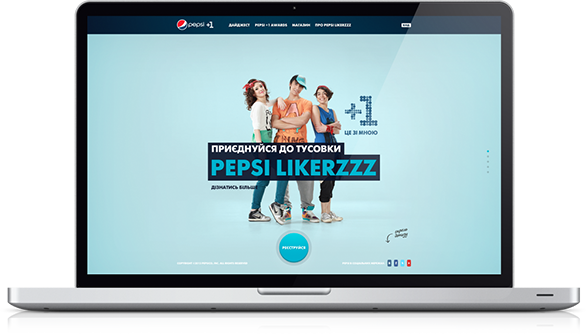 pepsi +1
ДАЙДЖЕСТ PEPSI +1 AWARDS МАГАЗИН ПРО PEPSI LIKERZZZ
ВХІД
+1
ЦЕ ЗІ МНОЮ
ПРИЄДНУЙСЯ ДО ТУСОВКИ
PEPSI LIKERZZZ
ДІЗНАТИСЬ БІЛЬШЕ
РЕЄСТРУЙСЯ